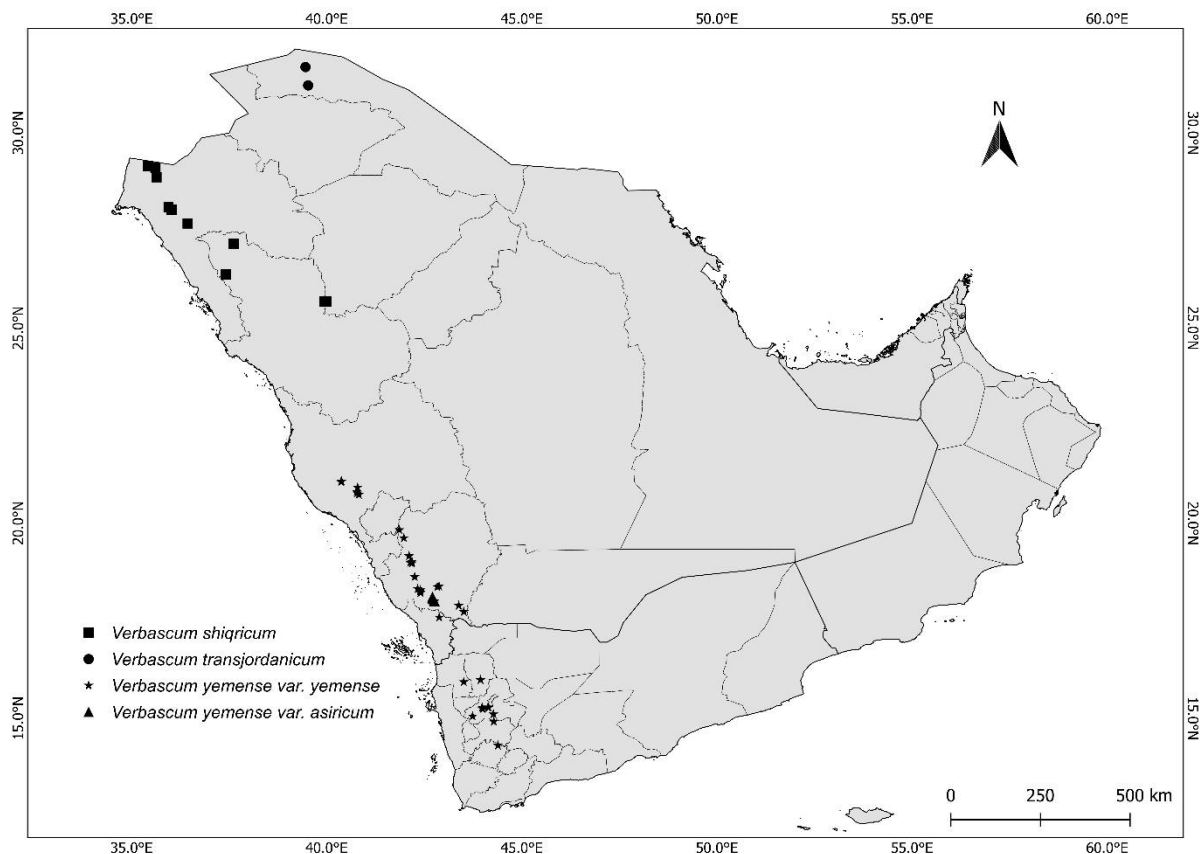 35.0°E 40.0°E 45.0°E 50.0°E 55.0°E 60.0°E
N
30.0°N 30.0°N
25.0°N 25.0°N
20.0°N 20.0°N
Verbascum shiqricum
Verbascum transjordanicum
Verbascum yemense var. yemense
Verbascum yemense var. asiricum
15.0°N 15.0°N
0 250 500 km
35.0°E 40.0°E 45.0°E 50.0°E 55.0°E 60.0°E